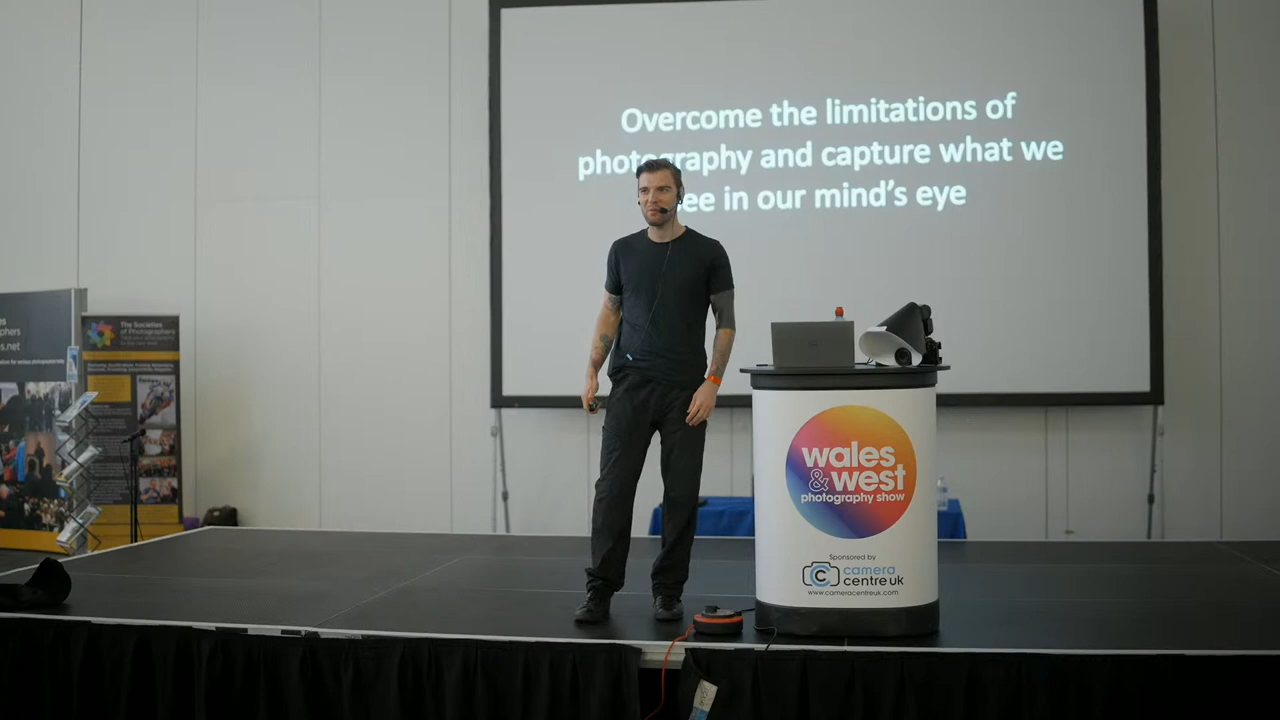 Overcome the limitations of
photography and capture what we
see in our mind's eye
wales
& west
photography show
Sponsored by
camera
centre uk
www.cameracentreuk.com
The Societies
of Photographers